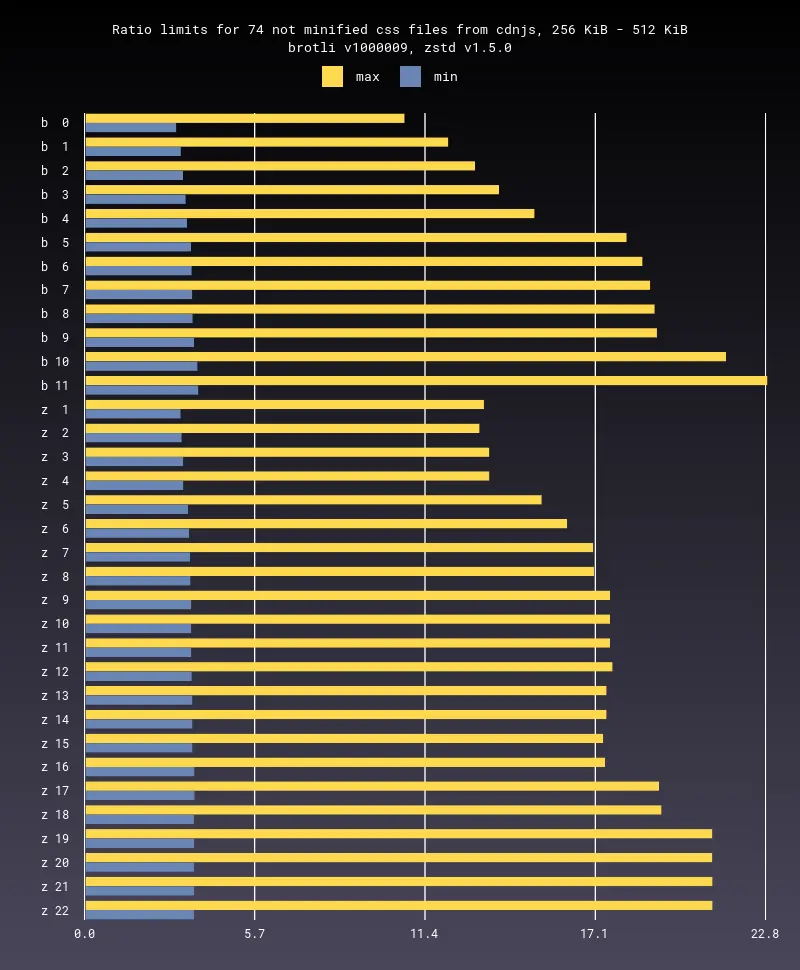 Ratio limits for 74 not minified css files from cdnjs, 256 KiB - 512 KiB
brotli v1000009, zstd v1.5.0
max min
b 0
b 1
b 2
b 3
b 4
b 5
b 6
b 7
b 8
b 9
b 10
b 11
z 1
z 2
z 3
z 4
z 5
z 6
z 7
z 8
z 9
z 10
z 11
z 12
z 13
z 14
z 15
z 16
z 17
z 18
z 19
z 20
z 21
z 22
0.0 5.7 11.4 17.1 22.8